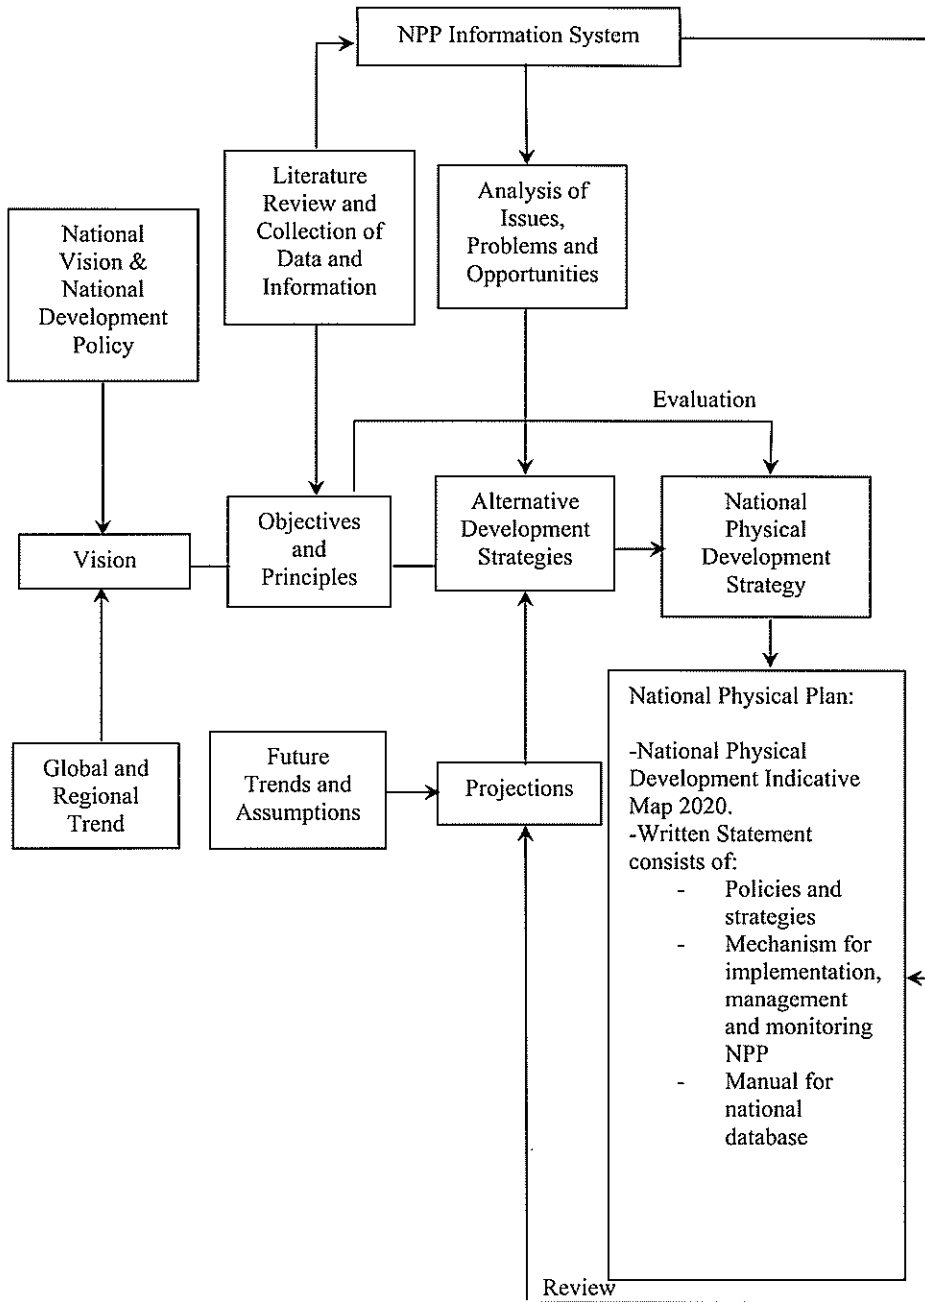 NPP Information System
Literature
Review and
Collection of
Data and
Information
Analysis of
Issues,
Problems and
Opportunities
National
Vision &
National
Development
Policy
Evaluation
Vision
Objectives
and
Principles
Alternative
Development
Strategies
National
Physical
Development
Strategy
Global and
Regional
Trend
Future
Trends and
Assumptions
Projections
National Physical Plan:
-National Physical
Development Indicative
Map 2020.
-Written Statement
consists of:
- Policies and
strategies
- Mechanism for
implementation,
management
and monitoring
NPP
- Manual for
national
database
Review